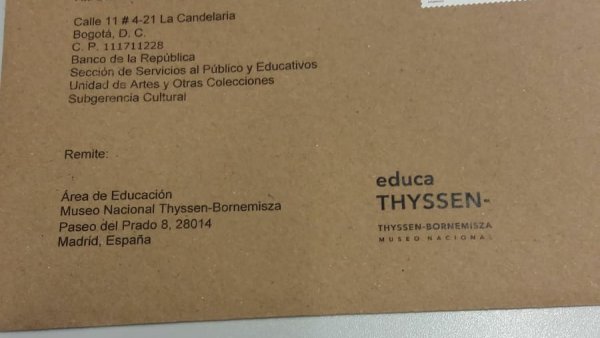 Calle 11 # 4-21 La Candelaria
Bogotá, D. C.
C. P. 111711228
Banco de la República
Sección de Servicios al Público y Educativos
Unidad de Artes y Otras Colecciones
Subgerencia Cultural
Remite:
Área de Educación
Museo Nacional Thyssen-Bornemisza
Paseo del Prado 8, 28014
Madrid, España
educa
THYSSEN-
THYSSEN-BORNEMISZA
MUSEO NACIONAL